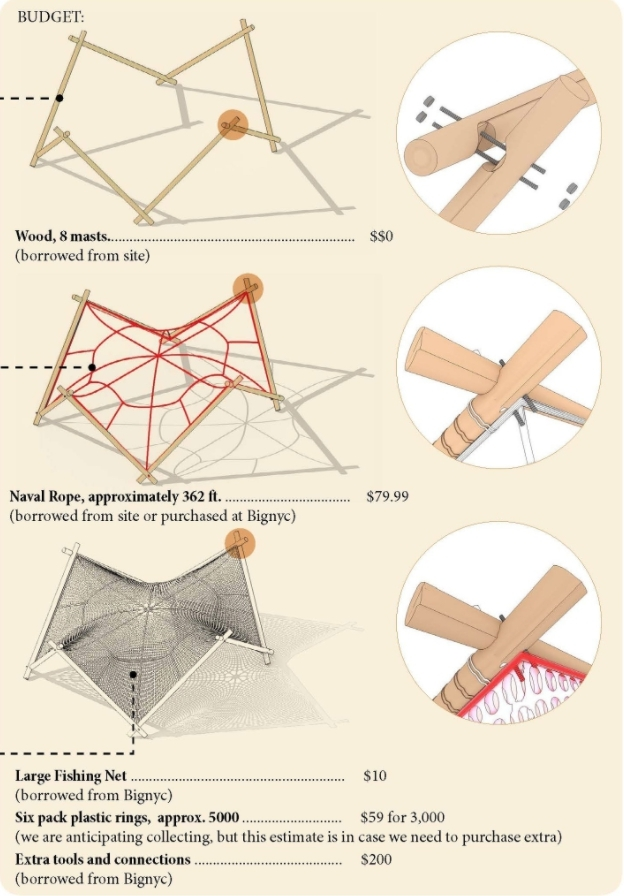 BUDGET:
Wood, 8 masts................................................................ $$0
(borrowed from site)
Naval Rope, approximately 362 ft. ................................. $79.99
(borrowed from site or purchased at Bignyc)
Large Fishing Net ......................................................... $10
(borrowed from Bignyc)
Six pack plastic rings, approx. 5000 .......................... $59 for 3,000
(we are anticipating collecting, but this estimate is in case we need to purchase extra)
Extra tools and connections ....................................... $200
(borrowed from Bignyc)